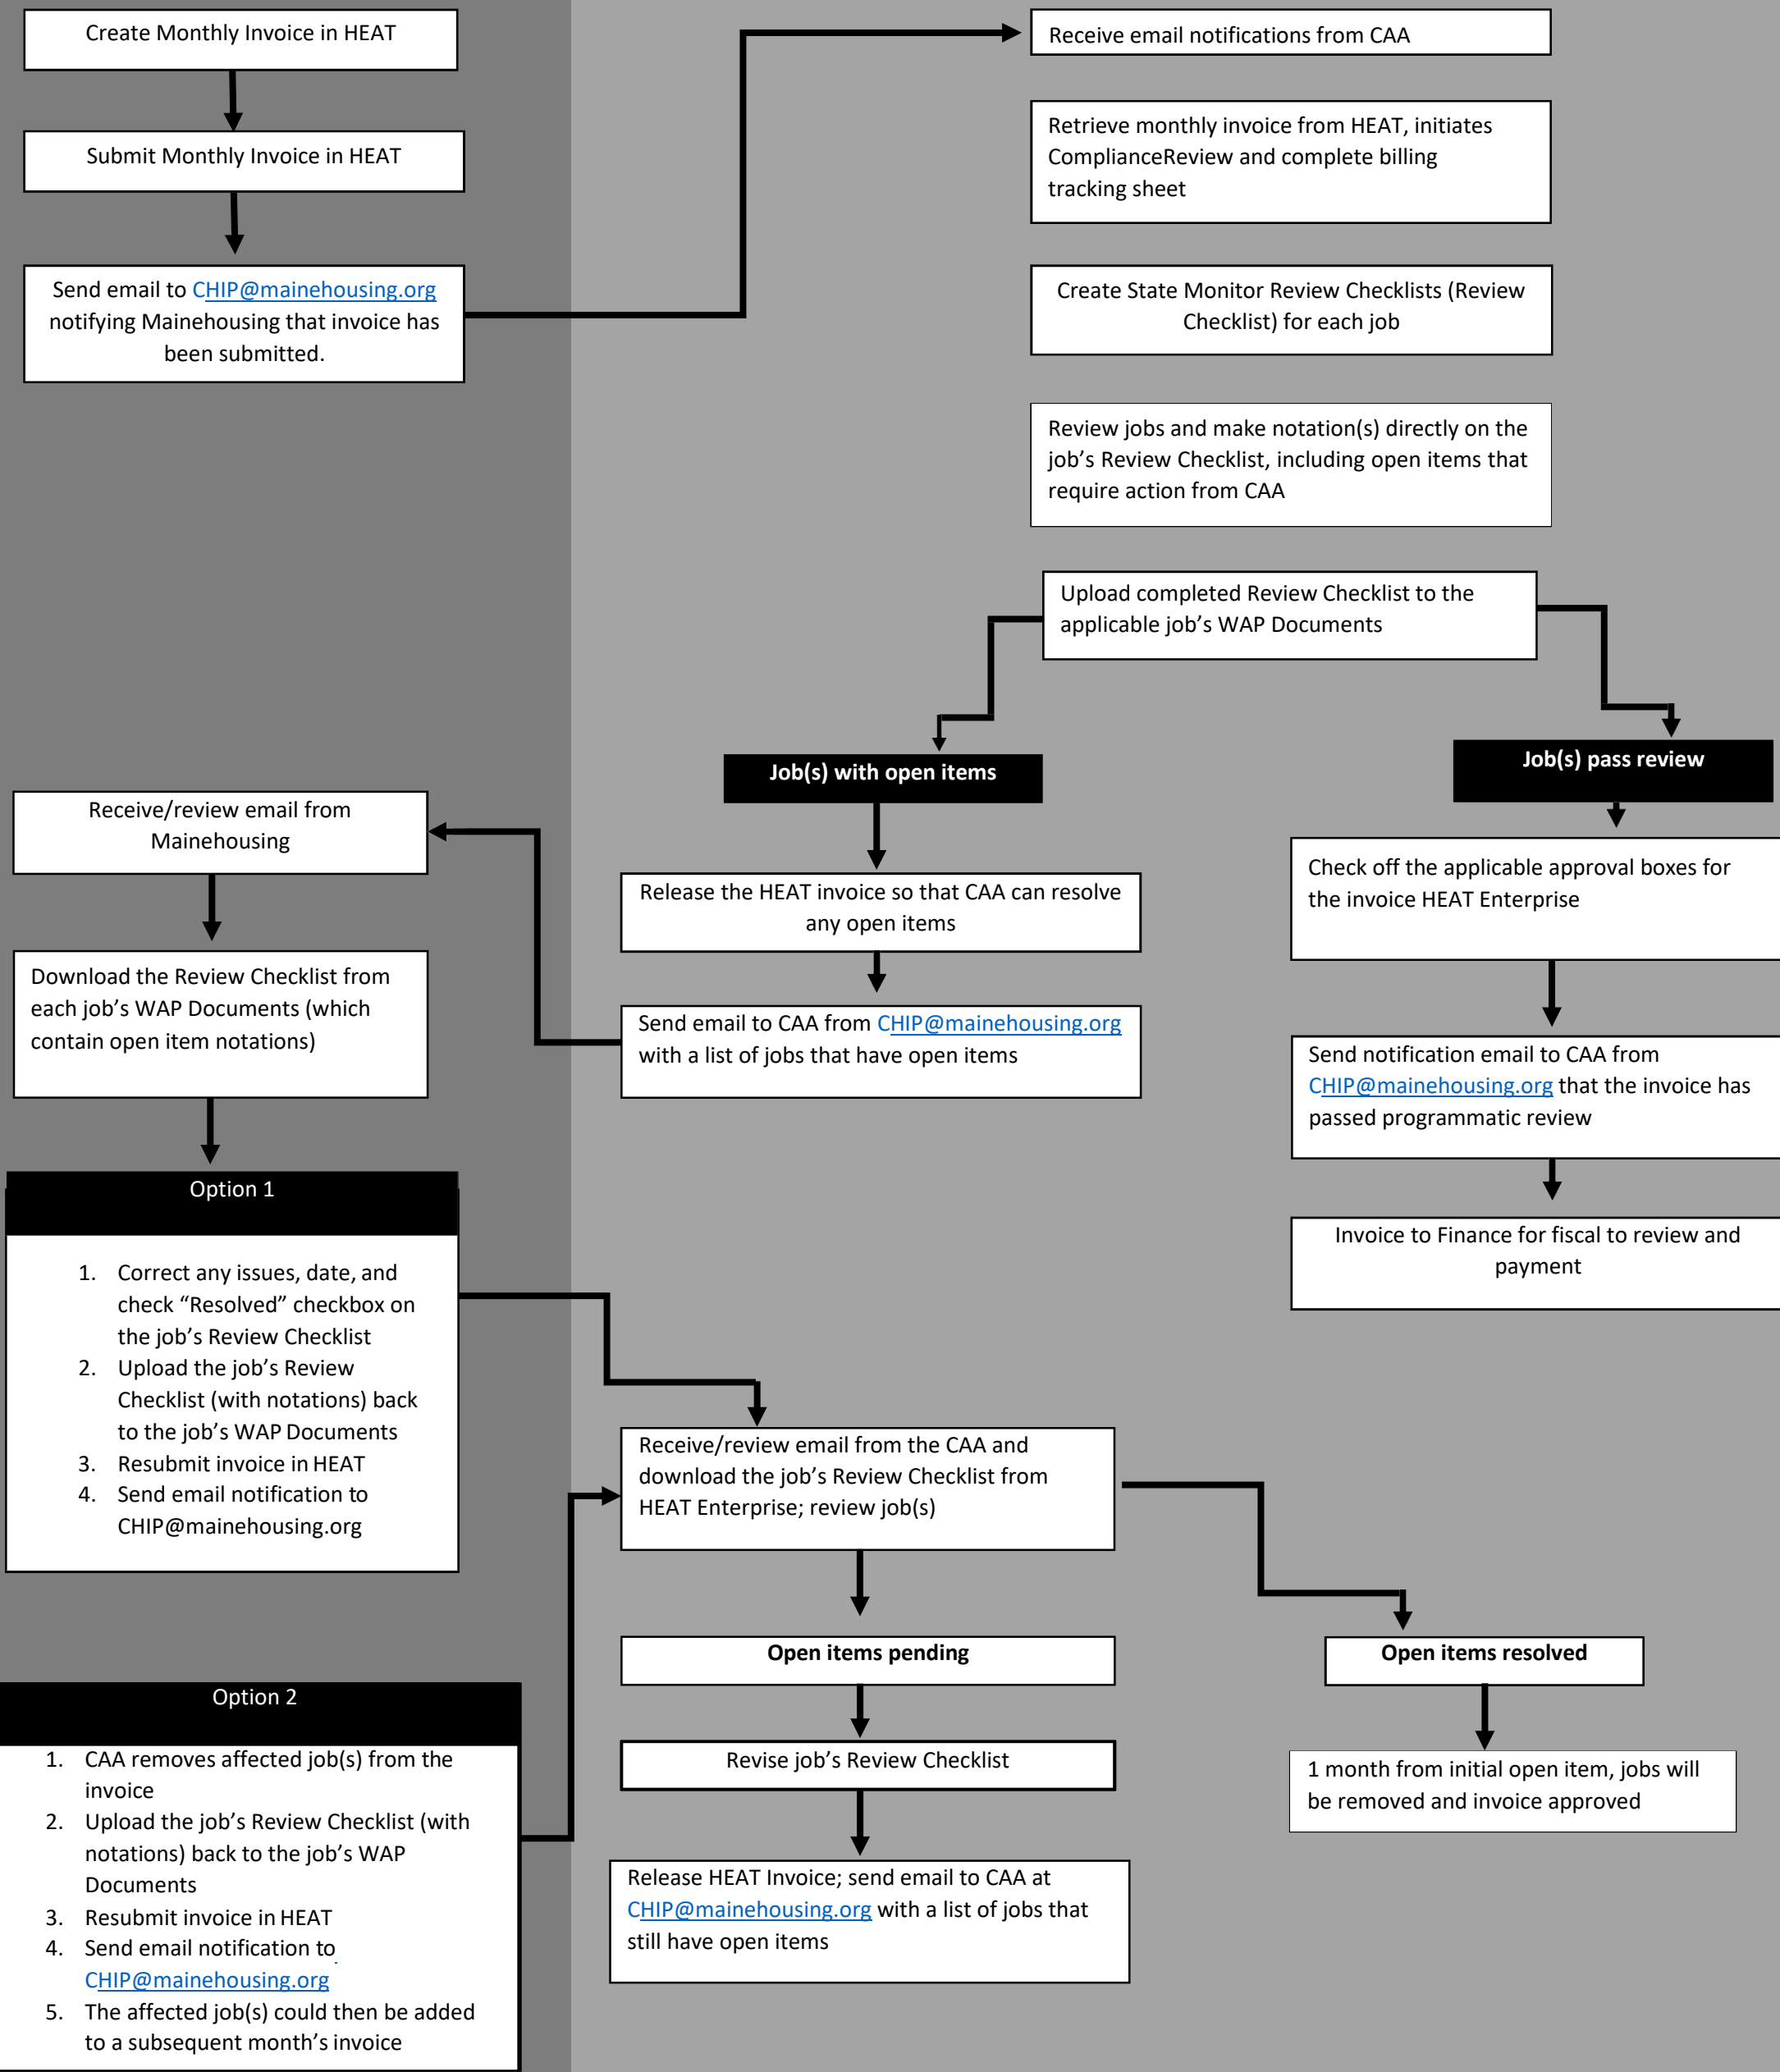 Create Monthly Invoice in HEAT
Submit Monthly Invoice in HEAT
Send email to CHIP@mainehousing.org
notifying Mainehousing that invoice has
been submitted.
Receive email notifications from CAA
Retrieve monthly invoice from HEAT, initiates
ComplianceReview and complete billing
tracking sheet
Create State Monitor Review Checklists (Review
Checklist) for each job
Review jobs and make notation(s) directly on the
job’s Review Checklist, including open items that
require action from CAA
Upload completed Review Checklist to the
applicable job’s WAP Documents
Job(s) with open items
Release the HEAT invoice so that CAA can resolve
any open items
Send email to CAA from CHIP@mainehousing.org
with a list of jobs that have open items
Job(s) pass review
Check off the applicable approval boxes for
the invoice HEAT Enterprise
Send notification email to CAA from
CHIP@mainehousing.org that the invoice has
passed programmatic review
Invoice to Finance for fiscal to review and
payment
Receive/review email from
Mainehousing
Download the Review Checklist from
each job’s WAP Documents (which
contain open item notations)
Option 1
1. Correct any issues, date, and
check “Resolved” checkbox on
the job’s Review Checklist
2. Upload the job’s Review
Checklist (with notations) back
to the job’s WAP Documents
3. Resubmit invoice in HEAT
4. Send email notification to
CHIP@mainehousing.org
Option 2
1. CAA removes affected job(s) from the
invoice
2. Upload the job’s Review Checklist (with
notations) back to the job’s WAP
Documents
3. Resubmit invoice in HEAT
4. Send email notification to
CHIP@mainehousing.org
5. The affected job(s) could then be added
to a subsequent month’s invoice
Receive/review email from the CAA and
download the job’s Review Checklist from
HEAT Enterprise; review job(s)
Open items pending
Revise job’s Review Checklist
Release HEAT Invoice; send email to CAA at
CHIP@mainehousing.org with a list of jobs that
still have open items
Open items resolved
1 month from initial open item, jobs will
be removed and invoice approved